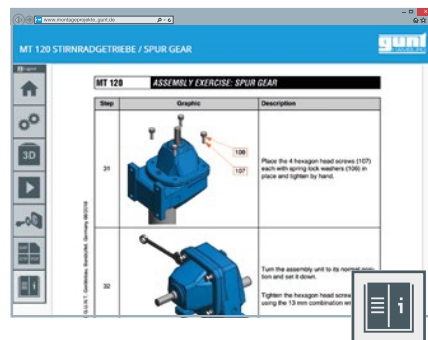 www.montageprojekte_gunt.de
MT 120 STIRNRADGETRIEBE / SPUR GEAR
gunt
English
MT 120
ASSEMBLY EXERCISE: SPUR GEAR
Step
Graphic
Description
31
106
107
Place the 4 hexagon head screws (107)
each with spring lock washers (106) in
place and tighten by hand.
3D
32
Turn the assembly unit to its normal
tion and set it down.
Tighten the hexagon head screw
using the 13 mm combination
i